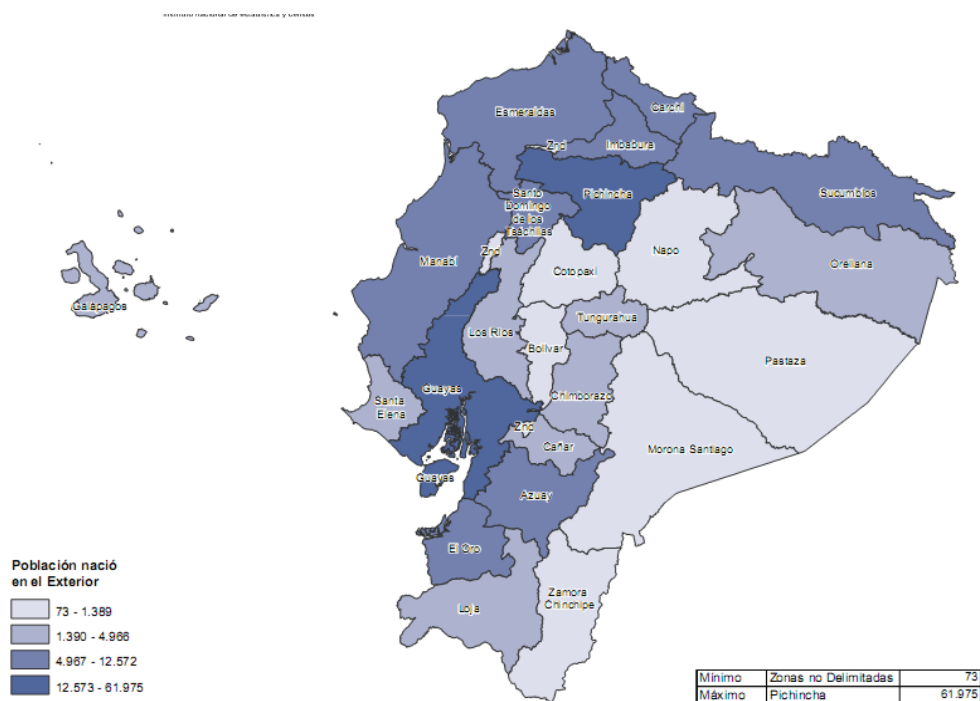 Esmeraldas
Carchi
Znd
Imbabura
Santo
Domingo
de los
Tsáchilas
Pichincha
Sucumbíos
Znd
Manabí
Cotopaxi
Napo
Orellana
Galápagos
Los Ríos
Tungurahua
Bolívar
Pastaza
Guayas
Santa
Elena
Chimborazo
Znd
Cañar
Morona Santiago
Guayas
Azuay
El Oro
Loja
Zamora
Chinchipe
Población nació
en el Exterior
73 - 1.389
1.390 - 4.966
4.967 - 12.572
12.573 - 61.975
Mínimo Zonas no Delimitadas 73
Máximo Pichincha 61.975